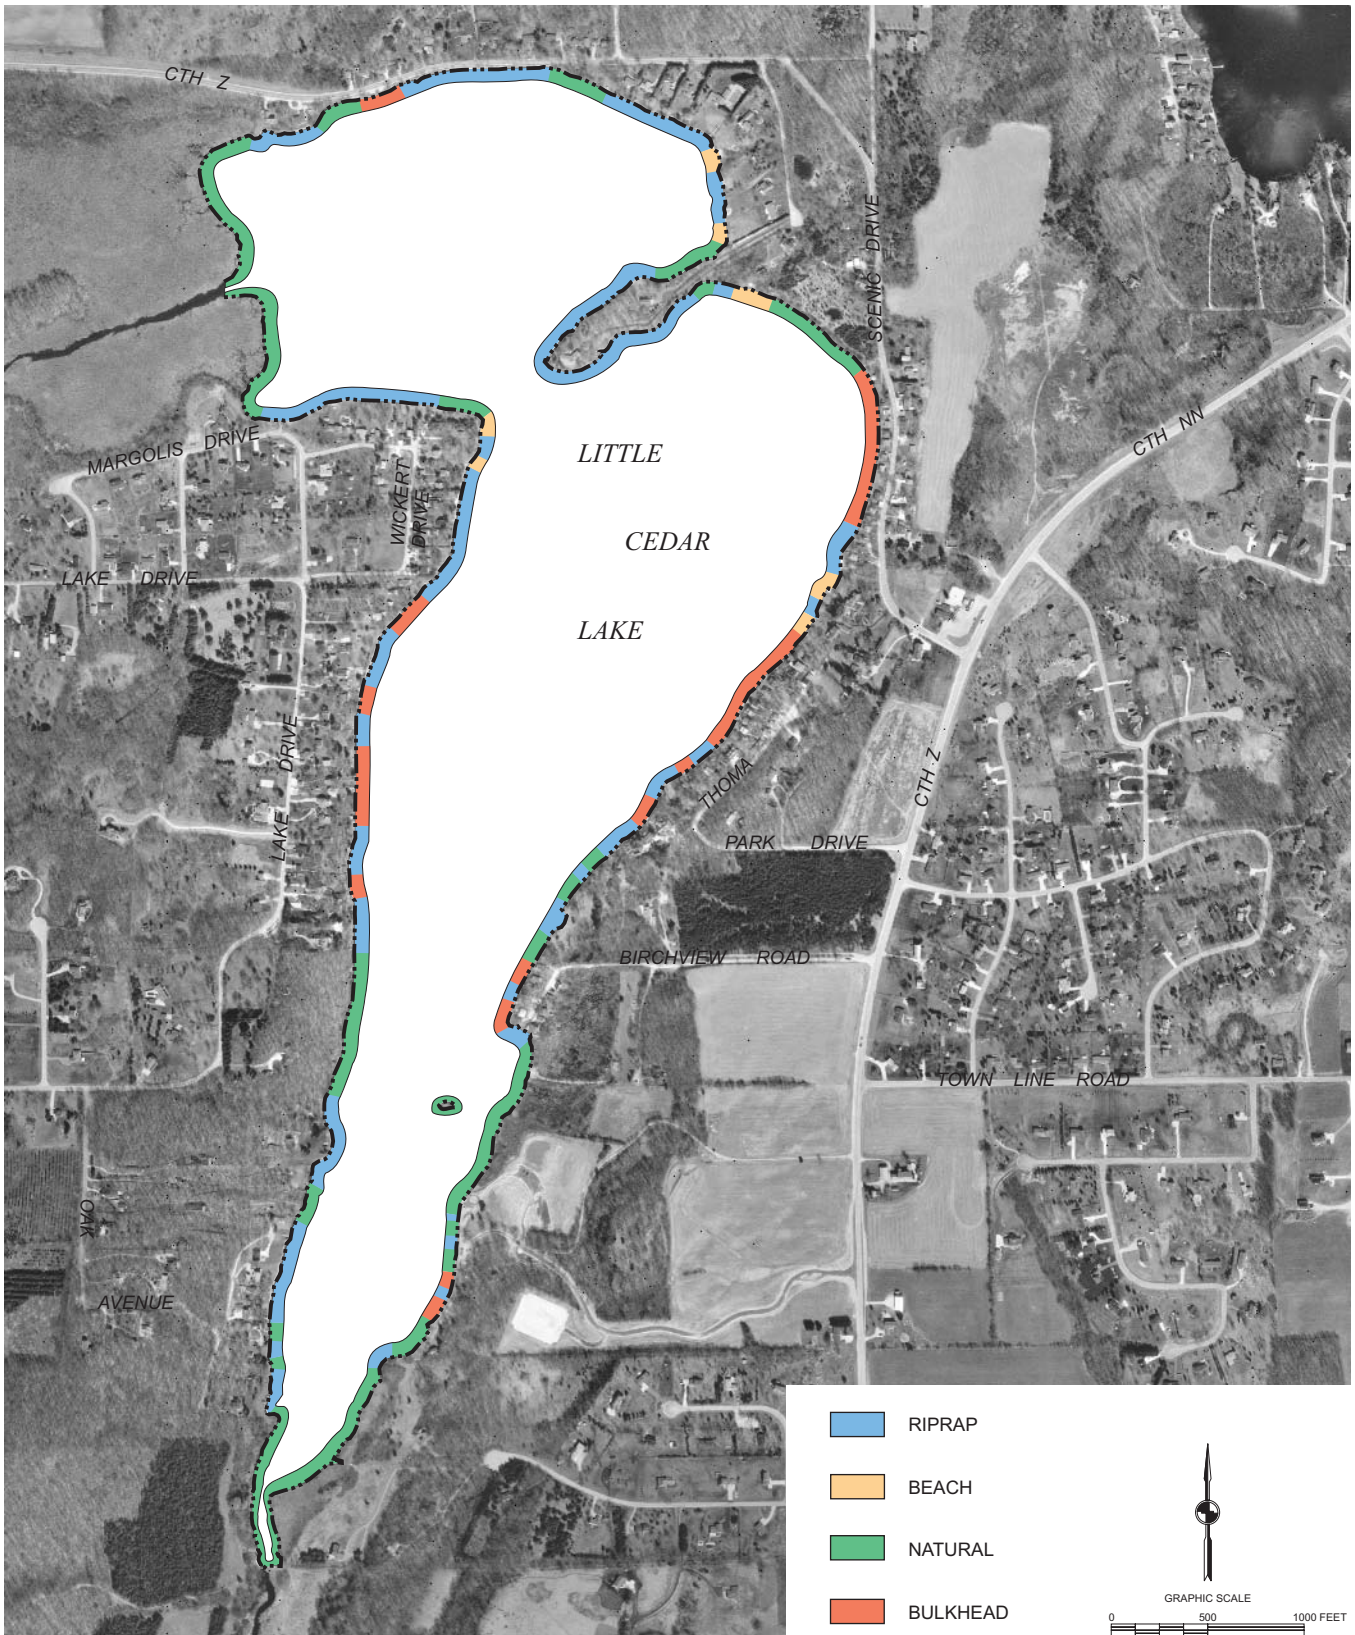 CTH Z
SCENIC DRIVE
CTH NN
MARGOLIS DRIVE
WICKERT
DRIVE
LITTLE
CEDAR
LAKE
LAKE DRIVE
LAKE DRIVE
THOMA
CTH Z
PARK DRIVE
BIRCHVIEW ROAD
TOWN LINE ROAD
OAK
AVENUE
RIPRAP
BEACH
NATURAL
BULKHEAD
GRAPHIC SCALE
0 500 1000 FEET